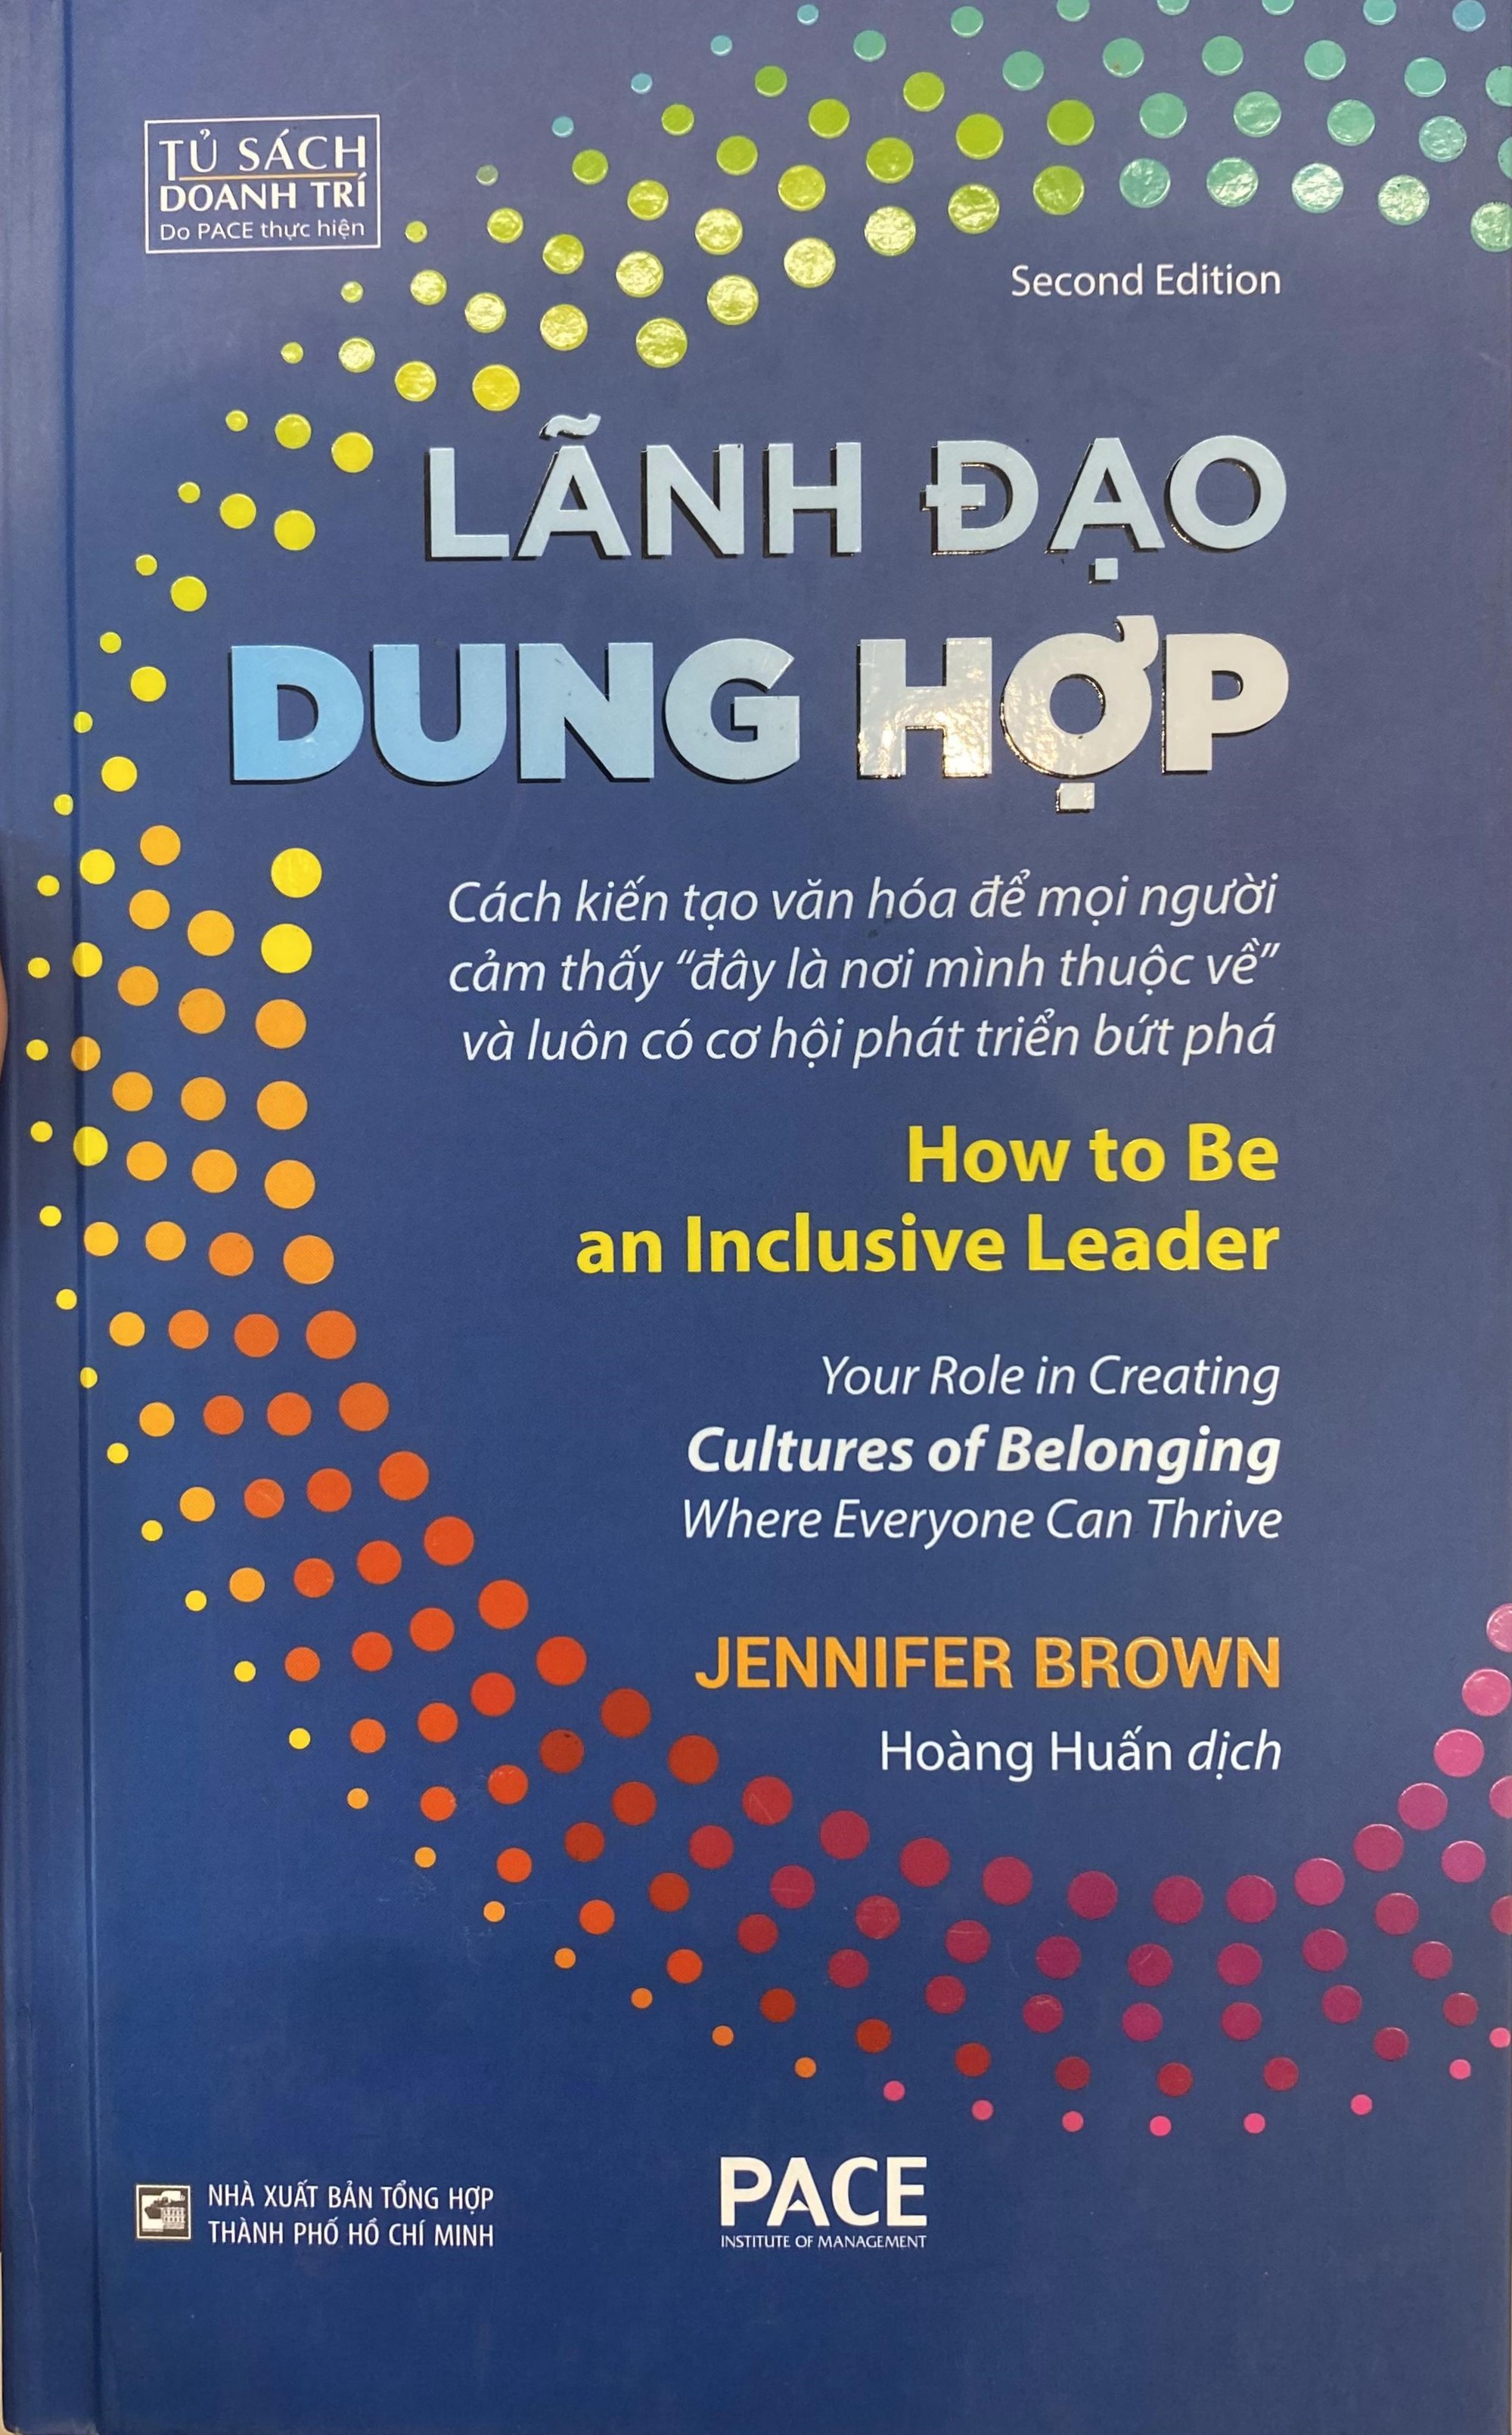 TỦ SÁCH
DOANH TRÍ
Do PACE thực hiện
Second Edition
LÃNH ĐẠO
DUNG HỢP
Cách kiến tạo văn hóa để mọi người
cảm thấy “đây là nơi mình thuộc về”
và luôn có cơ hội phát triển bứt phá
How to Be
an Inclusive Leader
Your Role in Creating
Cultures of Belonging
Where Everyone Can Thrive
JENNIFER BROWN
Hoàng Huấn dịch
NHÀ XUẤT BẢN TỔNG HỢP
THÀNH PHỐ HỒ CHÍ MINH
PACE
INSTITUTE OF MANAGEMENT